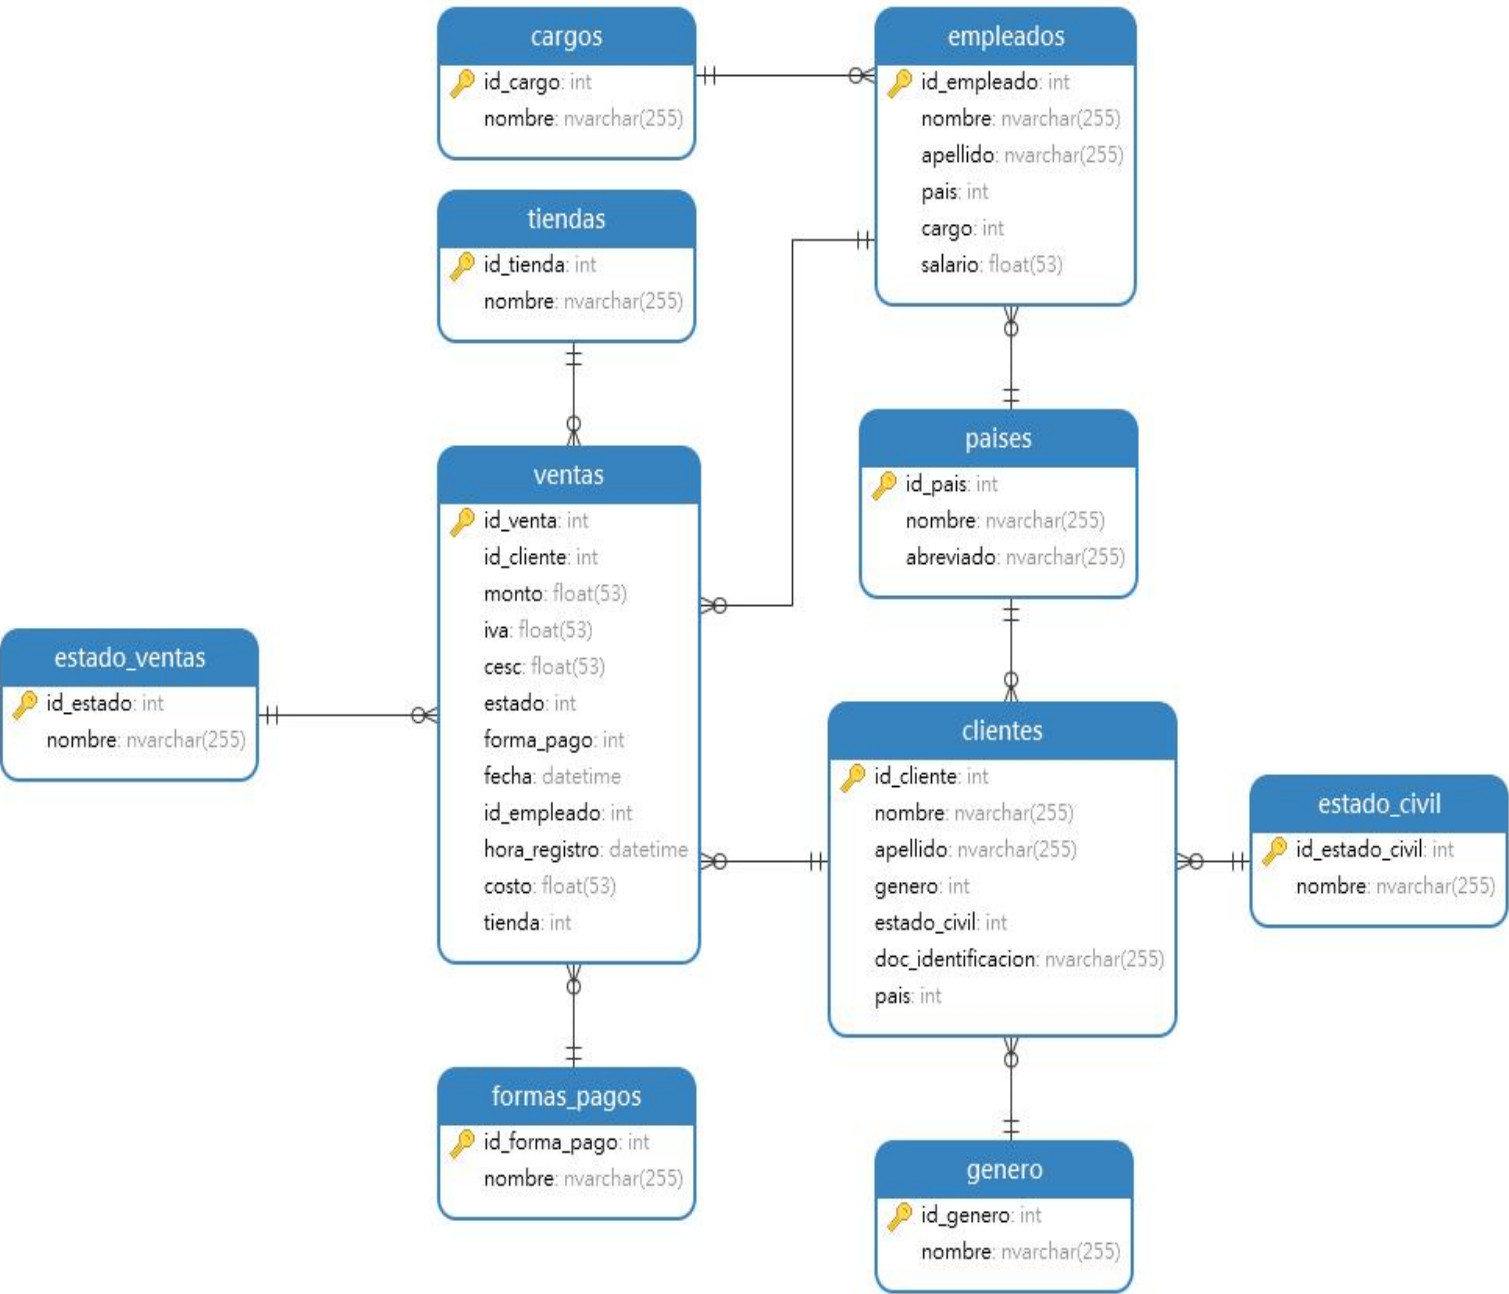 cargos
id_cargo: int
nombre: nvarchar(255)
empleados
id_empleado: int
nombre: nvarchar(255)
apellido: nvarchar(255)
pais: int
cargo: int
salario: float(53)
tiendas
id_tienda: int
nombre: nvarchar(255)
paises
id_pais: int
nombre: nvarchar(255)
abreviado: nvarchar(255)
ventas
id_venta: int
id_cliente: int
monto: float(53)
iva: float(53)
cesc: float(53)
estado: int
forma_pago: int
fecha: datetime
id_empleado: int
hora_registro: datetime
costo: float(53)
tienda: int
estado_ventas
id_estado: int
nombre: nvarchar(255)
clientes
id_cliente: int
nombre: nvarchar(255)
apellido: nvarchar(255)
genero: int
estado_civil: int
doc_identificacion: nvarchar(255)
pais: int
estado_civil
id_estado_civil: int
nombre: nvarchar(255)
formas_pagos
id_forma_pago: int
nombre: nvarchar(255)
genero
id_genero: int
nombre: nvarchar(255)